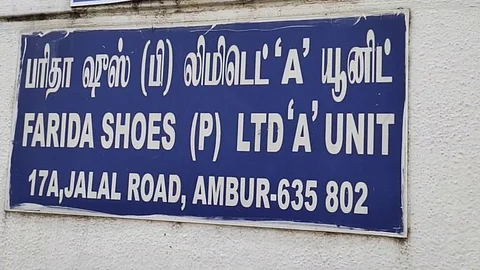 பரிதா ஷூஸ் (பி) லிமிடெட் 'A' யூனிட்
FARIDA SHOES (P) LTD 'A' UNIT
17A,JALAL ROAD, AMBUR-635 802